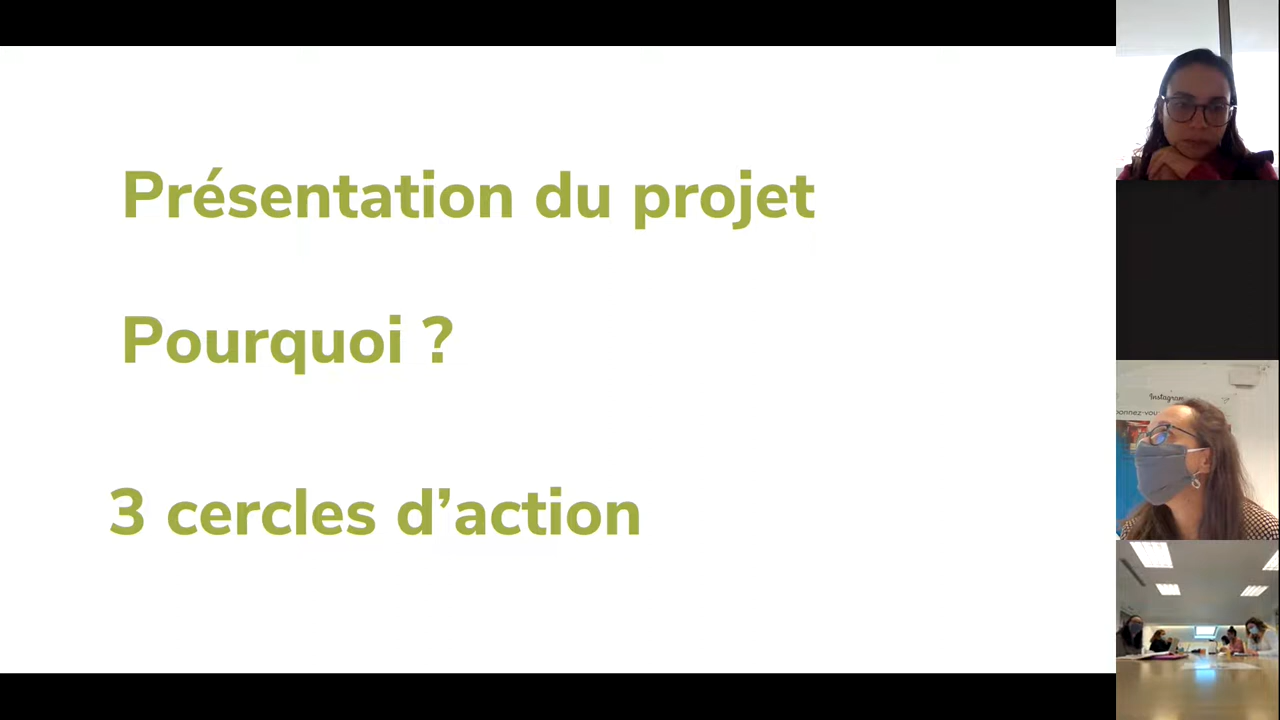 Présentation du projet
Pourquoi ?
3 cercles d’action
Instagram